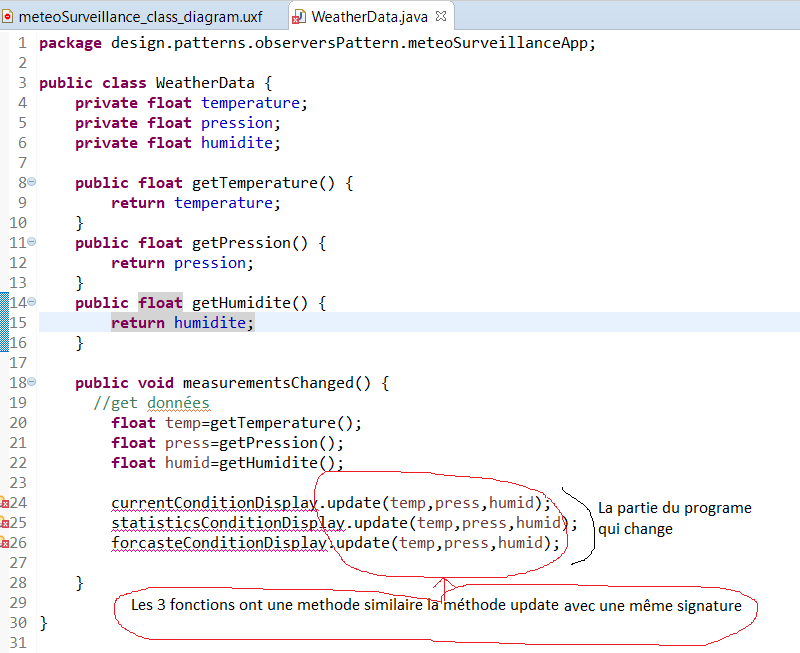 meteoSurveillance_class_diagram.uxf WeatherData.java
1 package design.patterns.observersPattern.meteoSurveillanceApp;
2
3 public class WeatherData {
4 private float temperature;
5 private float pression;
6 private float humidite;
7
8 public float getTemperature() {
9 return temperature;
10 }
11 public float getPression() {
12 return pression;
13 }
14 public float getHumidite() {
15 return humidite;
16 }
17
18 public void measurementsChanged() {
19 //get données
20 float temp=getTemperature();
21 float press=getPression();
22 float humid=getHumidite();
23
24 currentConditionDisplay.update(temp,press,humid);
25 statisticsConditionDisplay.update(temp,press,humid);
26 forcasteConditionDisplay.update(temp,press,humid);
La partie du programe
qui change
27
28 }
29
Les 3 fonctions ont une methode similaire la méthode update avec une même signature
30 }
31